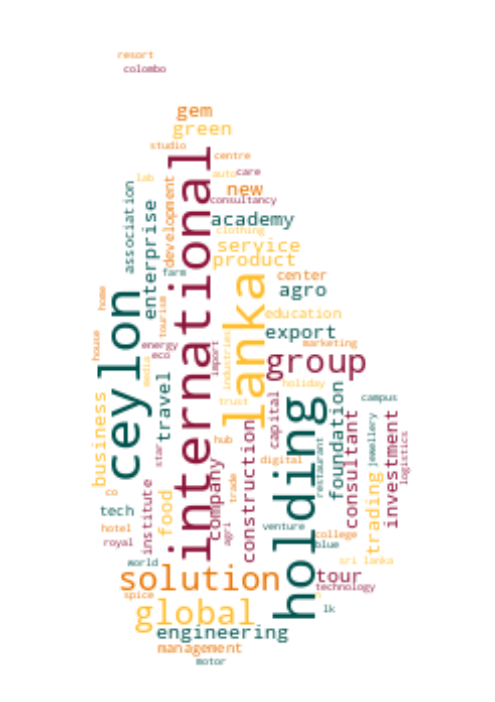 resort
colombo
gem
green
studio
centre
international
auto
care
lab
new
development
association
consultancy
enterprise
academy
clothing
service
product
farm
center
lanka
agro
ceylon
home
tourism
education
export
house
energy
eco
import
industries
marketing
group
media
travel
holiday
business
trust
capital
holding
foundation
campus
star
hub
construction
restaurant
consultant
jewellery
investment
logistics
company
digital
trading
trade
co
food
institute
tech
agri
venture
hotel
royal
college
blue
world
sri lanka
solution
tour
technology
spice
n
global
lk
engineering
management
motor